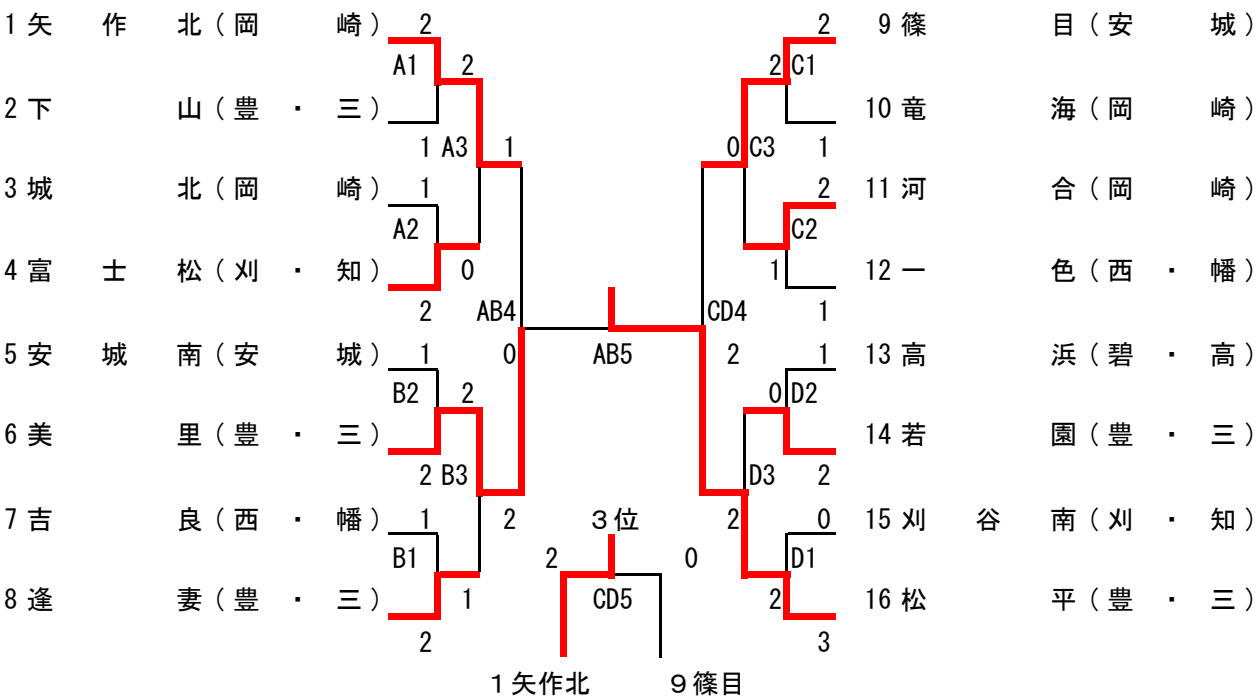 1 矢作北（岡崎） 2 2 9 篠目（安城）
A1 2 2 C1
2 下山（豊・三） 10 竜海（岡崎）
1 A3 1 0 C3 1
3 城北（岡崎） 1 2 11 河合（岡崎）
A2 C2
4 富士松（刈・知） 0 1 12 一色（西・幡）
2 AB4 CD4 1
5 安城南（安城） 1 0 AB5 2 1 13 高浜（碧・高）
B2 2 0 D2
6 美里（豊・三） 14 若園（豊・三）
2 B3 D3 2
7 吉良（西・幡） 1 2 3位 2 0 15 刈谷南（刈・知）
B1 2 0 D1
8 逢妻（豊・三） 1 CD5 2 16 松平（豊・三）
2 3
1矢作北 9篠目